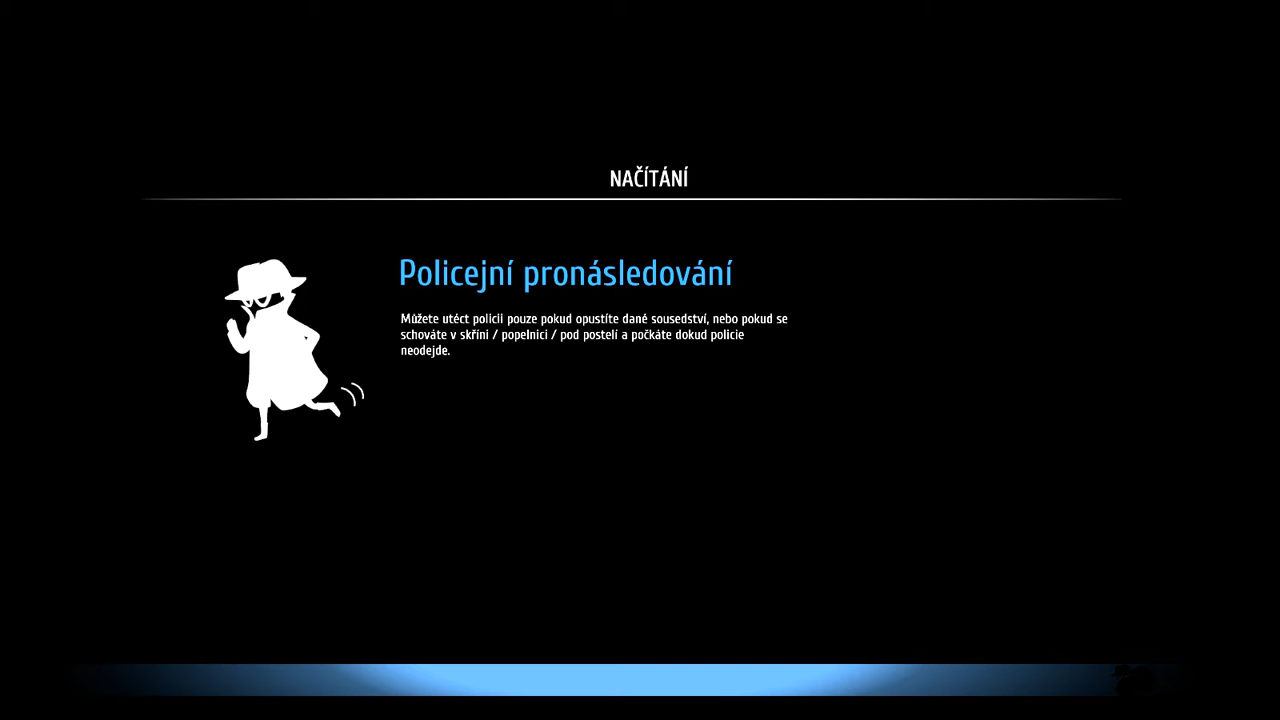 NAČÍTÁNÍ
Policejní pronásledování
Můžete utéct policii pouze pokud opustíte dané sousedství, nebo pokud se
schováte v skříni / popelnici / pod postelí a počkáte dokud policie
neodejde.